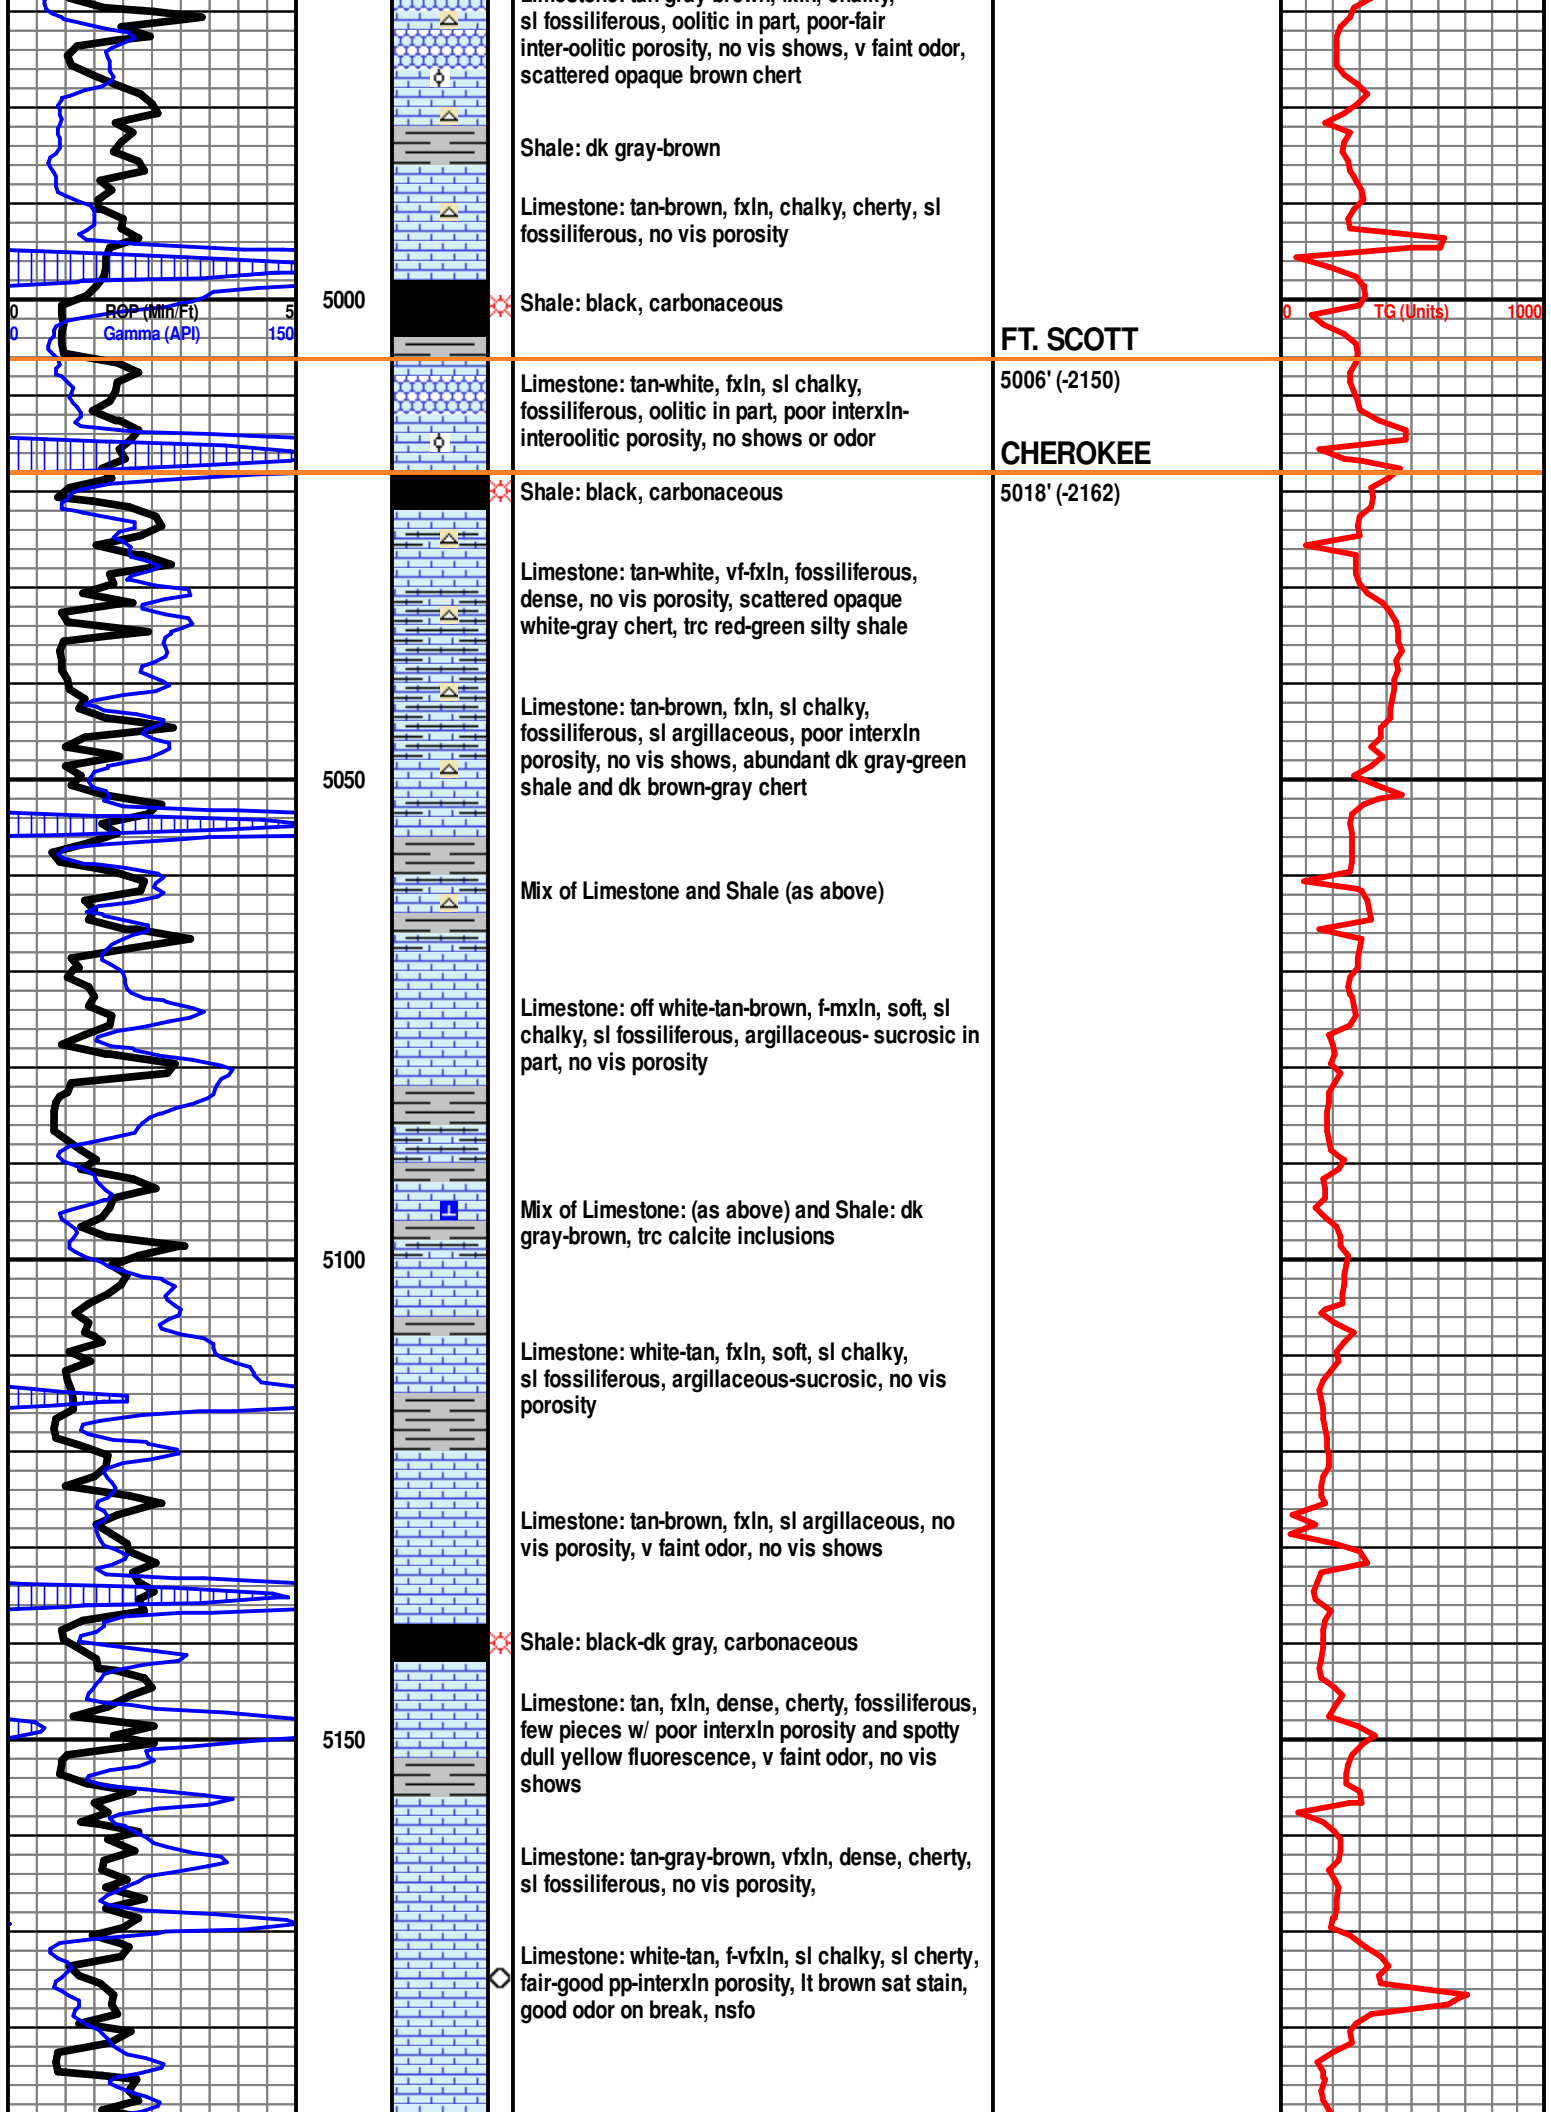 Limestone: tan-gray-brown, fxln, chalky,
sl fossiliferous, oolitic in part, poor-fair
inter-oolitic porosity, no vis shows, v faint odor,
scattered opaque brown chert
Shale: dk gray-brown
Limestone: tan-brown, fxln, chalky, cherty, sl
fossiliferous, no vis porosity
5000
Shale: black, carbonaceous
0 ROP (Min/Ft) 5
0 Gamma (API) 150
0 TG (Units) 1000
FT. SCOTT
5006' (-2150)
Limestone: tan-white, fxln, sl chalky,
fossiliferous, oolitic in part, poor interxln-
interoolitic porosity, no shows or odor
CHEROKEE
5018' (-2162)
Shale: black, carbonaceous
Limestone: tan-white, vf-fxln, fossiliferous,
dense, no vis porosity, scattered opaque
white-gray chert, trc red-green silty shale
Limestone: tan-brown, fxln, sl chalky,
fossiliferous, sl argillaceous, poor interxln
porosity, no vis shows, abundant dk gray-green
shale and dk brown-gray chert
5050
Mix of Limestone and Shale (as above)
Limestone: off white-tan-brown, f-mxln, soft, sl
chalky, sl fossiliferous, argillaceous- sucrosic in
part, no vis porosity
Mix of Limestone: (as above) and Shale: dk
gray-brown, trc calcite inclusions
5100
Limestone: white-tan, fxln, soft, sl chalky,
sl fossiliferous, argillaceous-sucrosic, no vis
porosity
Limestone: tan-brown, fxln, sl argillaceous, no
vis porosity, v faint odor, no vis shows
Shale: black-dk gray, carbonaceous
Limestone: tan, fxln, dense, cherty, fossiliferous,
few pieces w/ poor interxln porosity and spotty
dull yellow fluorescence, v faint odor, no vis
shows
5150
Limestone: tan-gray-brown, vfxln, dense, cherty,
sl fossiliferous, no vis porosity,
Limestone: white-tan, f-vfxln, sl chalky, sl cherty,
fair-good pp-interxln porosity, lt brown sat stain,
good odor on break, nsfo